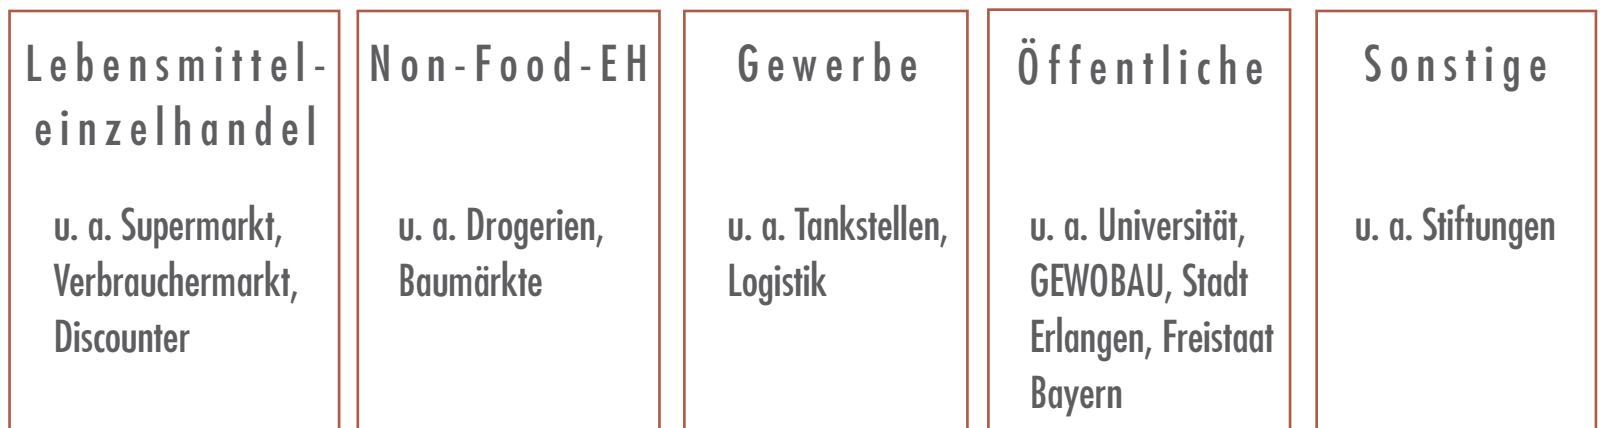 Lebensmittel-
einzelhandel
u. a. Supermarkt,
Verbrauchermarkt,
Discounter
Non-Food-EH
u. a. Drogerien,
Baumärkte
Gewerbe
u. a. Tankstellen,
Logistik
Öffentliche
u. a. Universität,
GEWOBAU, Stadt
Erlangen, Freistaat
Bayern
Sonstige
u. a. Stiftungen